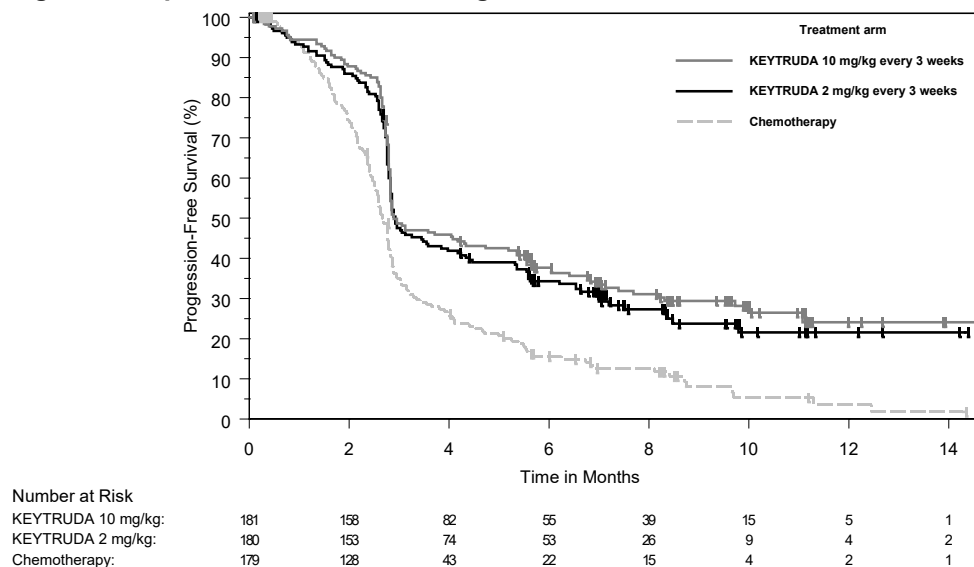 Treatment arm
KEYTRUDA 10 mg/kg every 3 weeks
KEYTRUDA 2 mg/kg every 3 weeks
Chemotherapy
Progression-Free Survival (%)
100
90
80
70
60
50
40
30
20
10
0
0 2 4 6 8 10 12 14
Time in Months
Number at Risk
KEYTRUDA 10 mg/kg: 181 158 82 55 39 15 5 1
KEYTRUDA 2 mg/kg: 180 153 74 53 26 9 4 2
Chemotherapy: 179 128 43 22 15 4 2 1